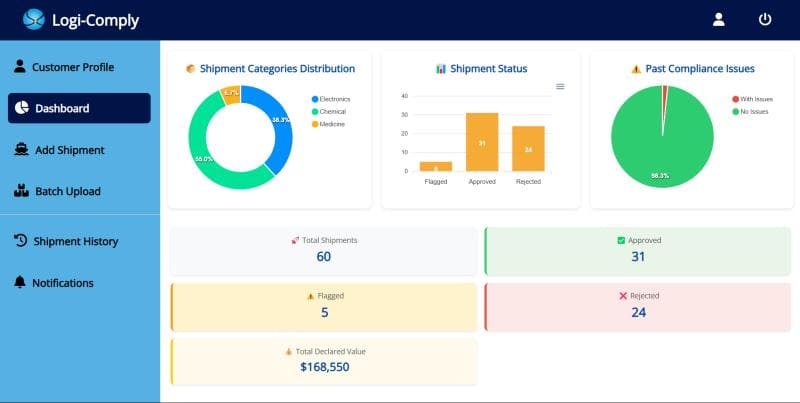 Logi-Comply
Customer Profile
Dashboard
Add Shipment
Batch Upload
Shipment History
Notifications
Shipment Categories Distribution
6.7%
38.3%
55.0%
Electronics
Chemical
Medicine
Shipment Status
40
30
20
10
0
5
31
24
Flagged Approved Rejected
Past Compliance Issues
98.3%
With Issues
No Issues
Total Shipments
60
Approved
31
Flagged
5
Rejected
24
Total Declared Value
$168,550